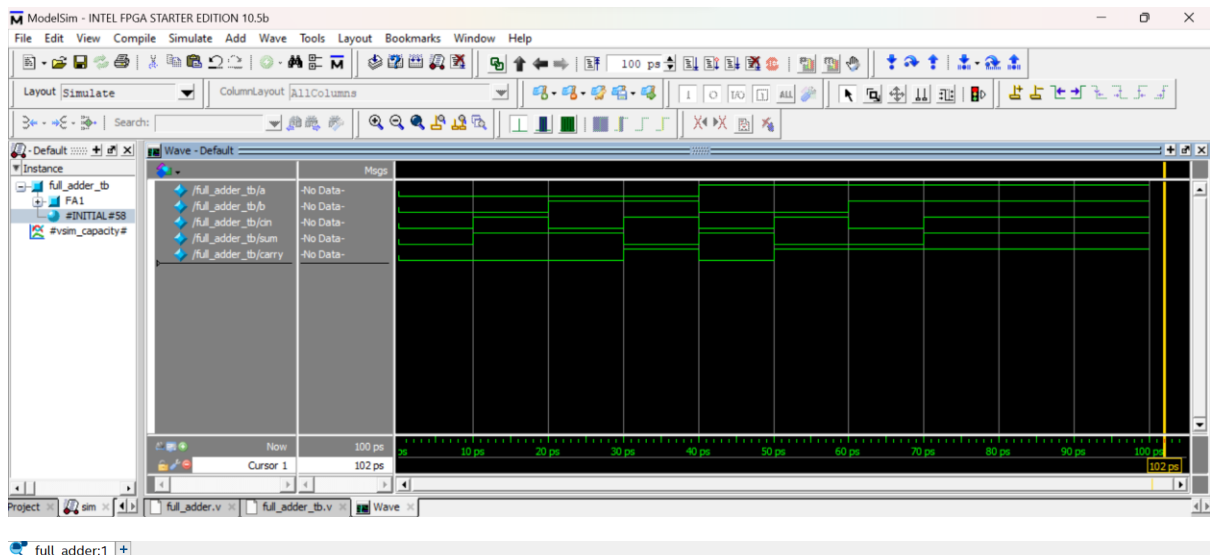 ModelSim - INTEL FPGA STARTER EDITION 10.5b
File Edit View Compile Simulate Add Wave Tools Layout Bookmarks Window Help
100 ps
Layout Simulate ColumnLayout AllColumns
Search:
- Default Wave - Default
Instance Msgs
full_adder_tb /full_adder_tb/a -No Data-
FA1 /full_adder_tb/b -No Data-
#INITIAL#58 /full_adder_tb/cin -No Data-
#vsim_capacity# /full_adder_tb/sum -No Data-
/full_adder_tb/carry -No Data-
Now 100 ps ps 10 ps 20 ps 30 ps 40 ps 50 ps 60 ps 70 ps 80 ps 90 ps 100 ps
Cursor 1 102 ps 102 ps
Project sim full_adder.v full_adder_tb.v Wave
full_adder:1